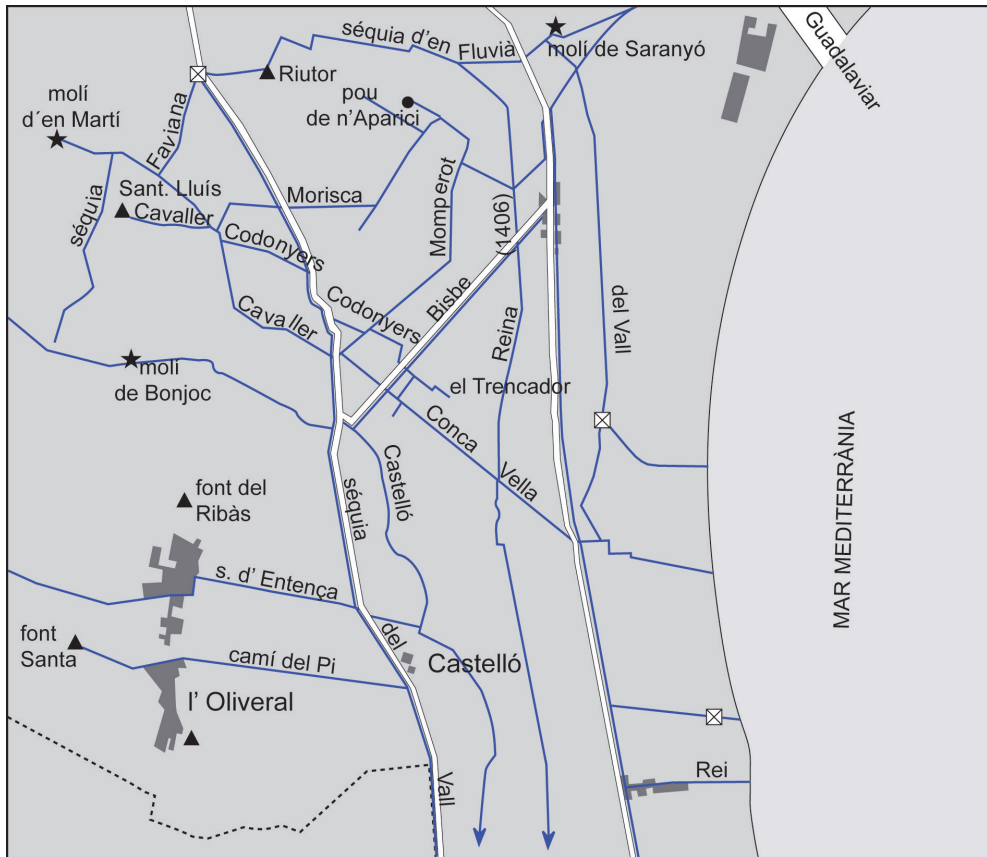 séquia d'en
Fluvià
molí de Saranyó
Guadalaviar
Riutor
molí
d´en Martí
pou
de n'Aparici
Faviana
Sant. Lluís
Cavaller
Morisca
Momperot
(1406)
séquia
Codonyers
Codonyers
Cavaller
Bisbe
Reina
del Vall
molí
de Bonjoc
el Trencador
Conca
Vella
MAR MEDITERRÀNIA
Castelló
séquia
font del
Ribàs
s. d' Entença
font
Santa
camí del Pi
del
Castelló
l' Oliveral
Vall
Rei